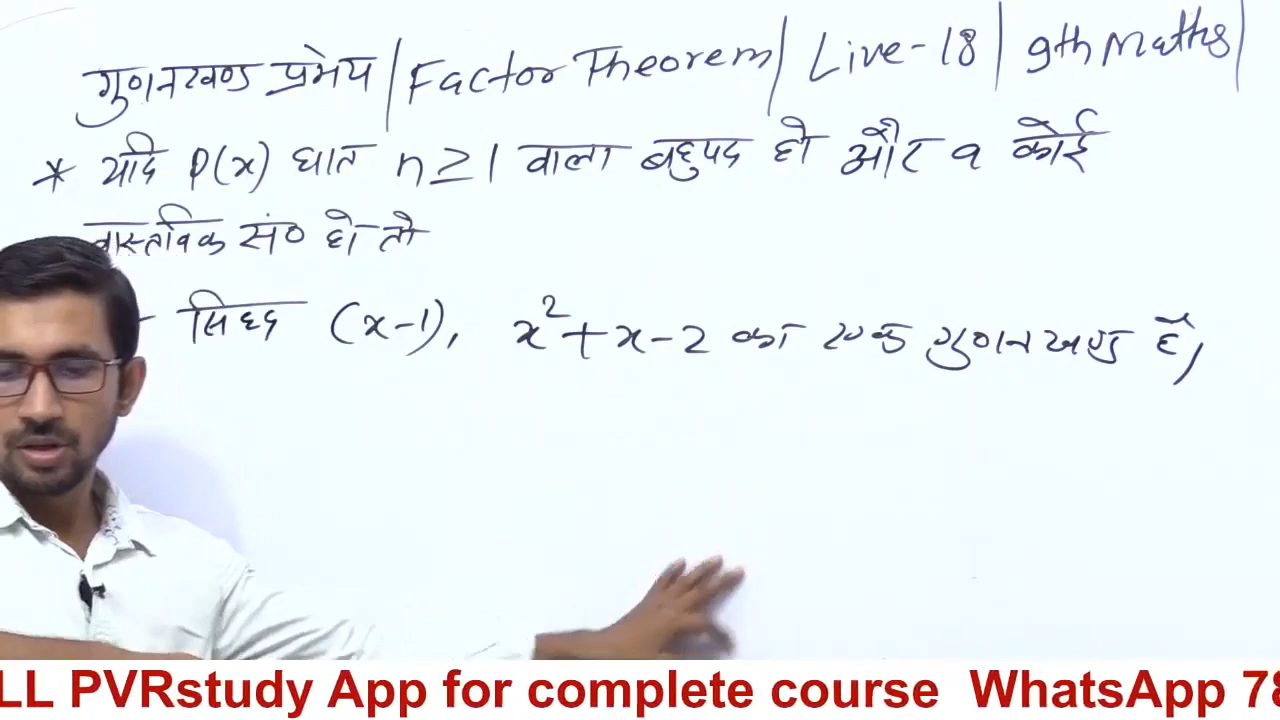 गुणनखण्ड प्रमेय | Factor Theorem | Live-18 | 9th Maths |
* यदि P(x) घात n ≥ 1 वाला बहुपद हो और a कोई
वास्तविक सं० हो तो
सिध्द (x-1), x²+x-2 का एक गुणनखण्ड है,
LL PVRstudy App for complete course WhatsApp 78